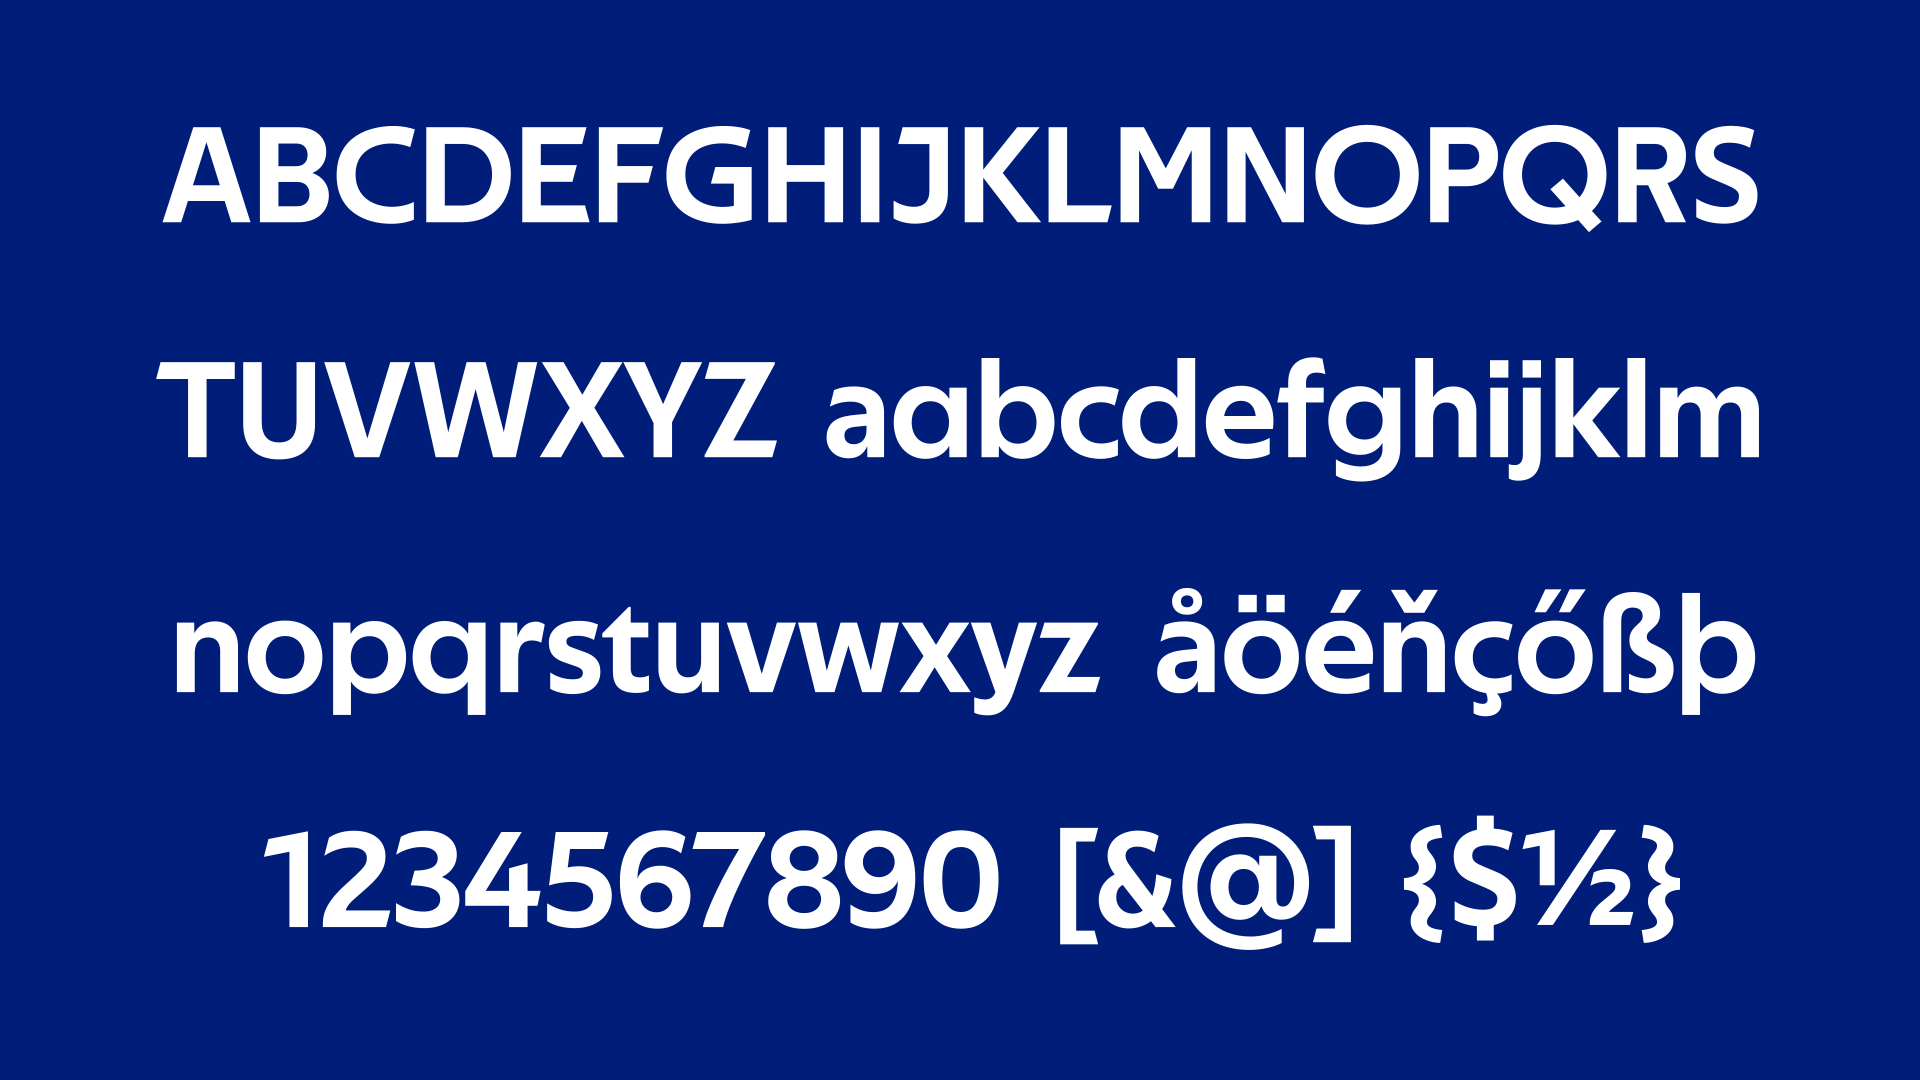 ABCDEFGHIJKLMNOPQRS
TUVWXYZ aɑbcdefghijklm
nopqrstuvwxyz åöéňçőßþ
1234567890 [&@] {$½}